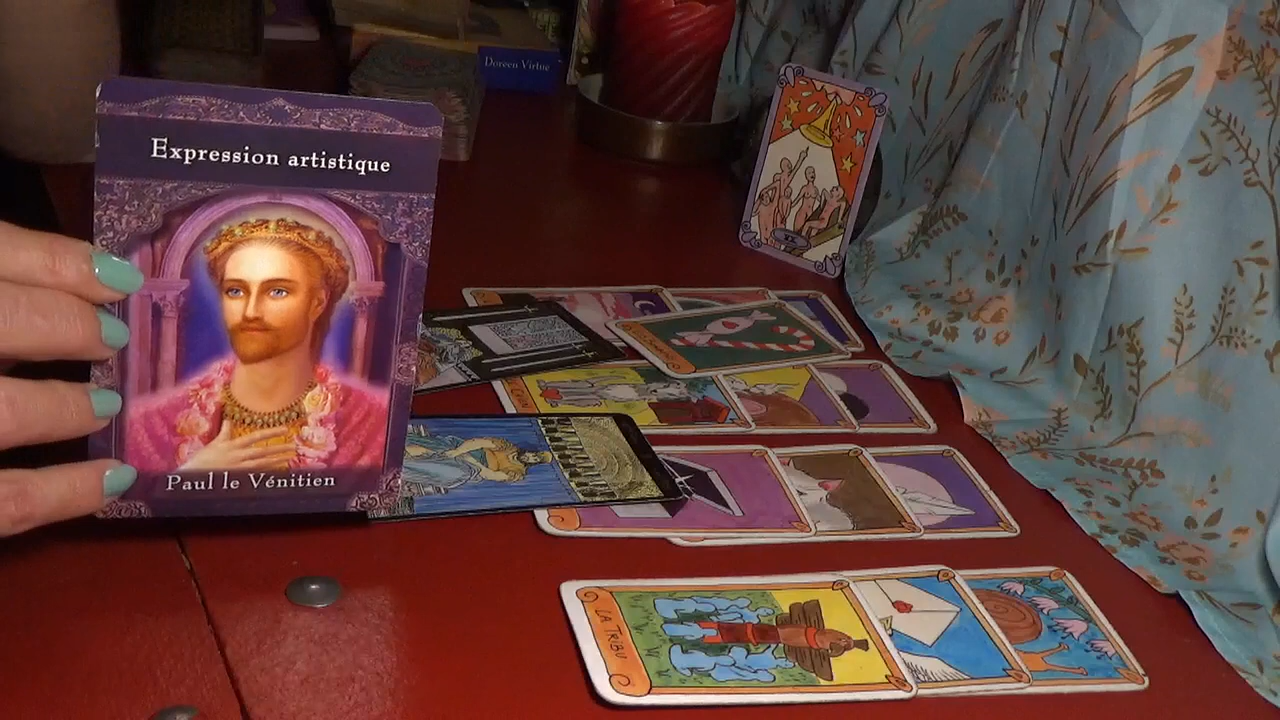 Doreen Virtue
Expression artistique
Paul le Vénitien
LA TRIBU